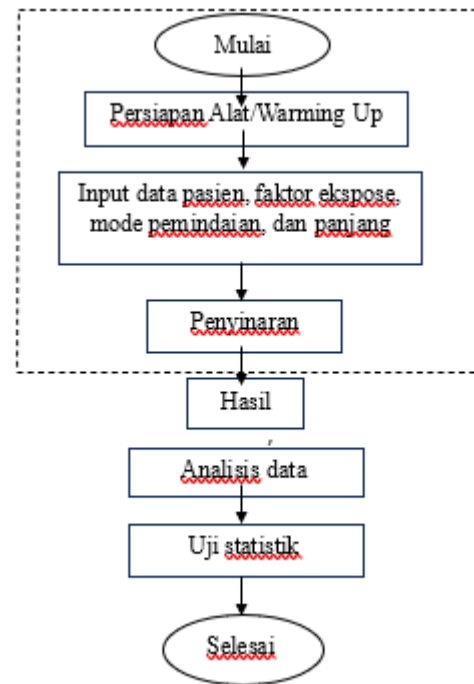 Mulai
Persiapan Alat/Warming Up
Input data pasien, faktor ekspose,
mode pemindaian, dan panjang
Penyinaran
Hasil
Analisis data
Uji statistik
Selesai